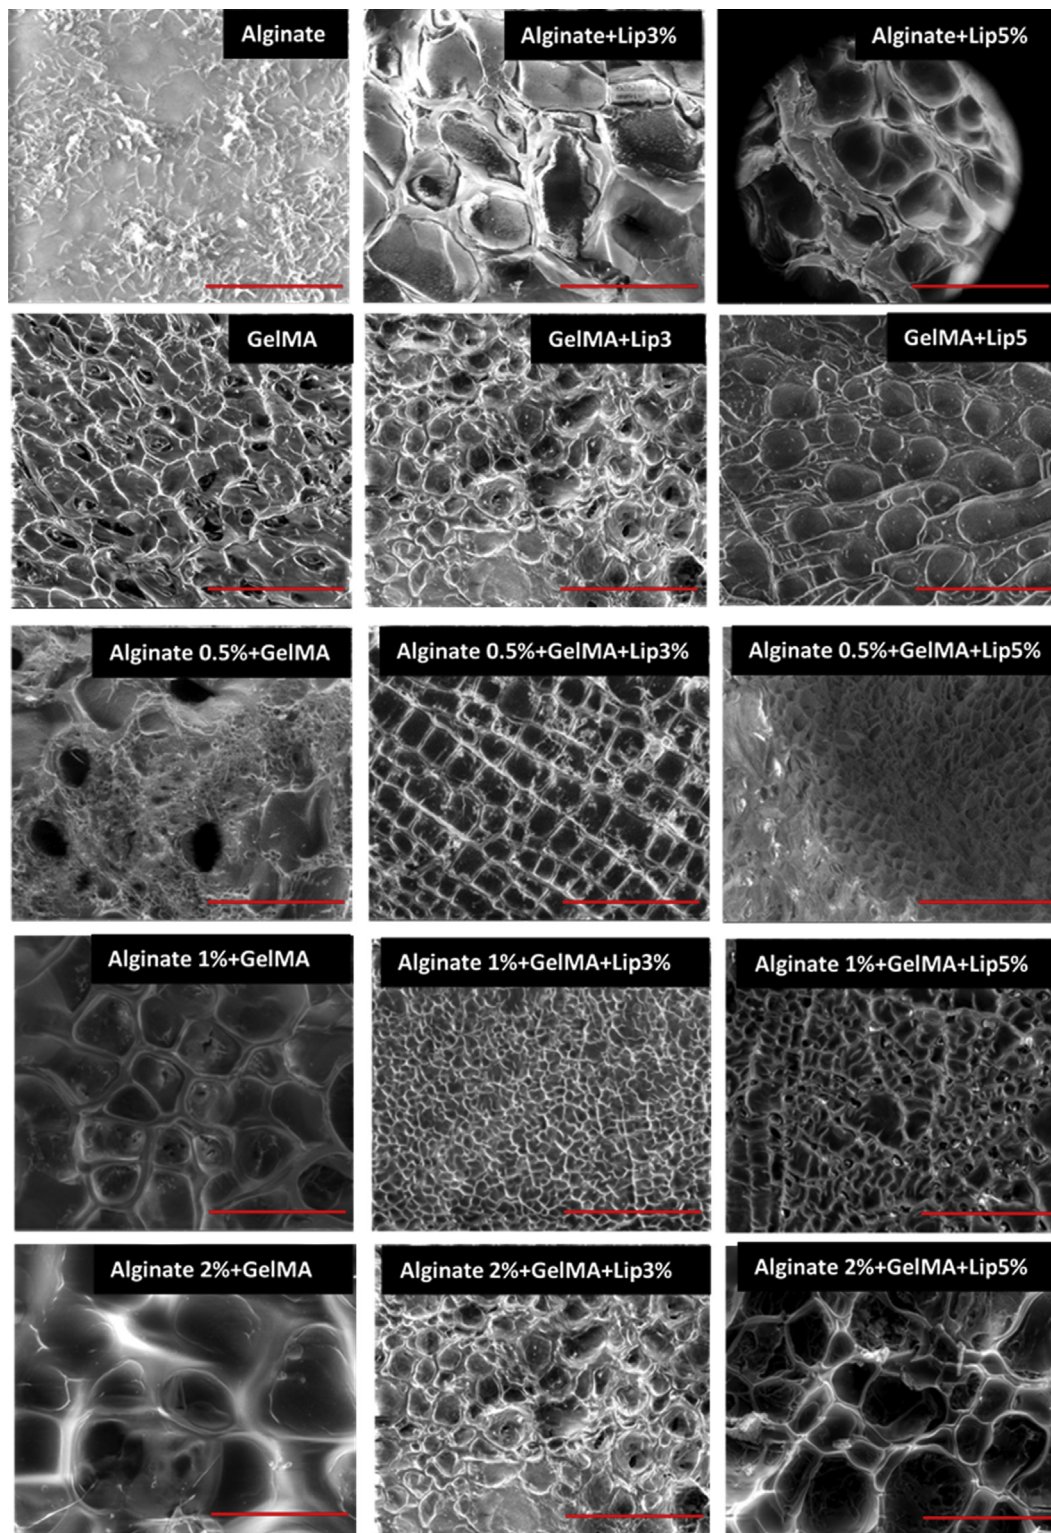 Alginate
Alginate+Lip3%
Alginate+Lip5%
GelMA
GelMA+Lip3
GelMA+Lip5
Alginate 0.5%+GelMA
Alginate 0.5%+GelMA+Lip3%
Alginate 0.5%+GelMA+Lip5%
Alginate 1%+GelMA
Alginate 1%+GelMA+Lip3%
Alginate 1%+GelMA+Lip5%
Alginate 2%+GelMA
Alginate 2%+GelMA+Lip3%
Alginate 2%+GelMA+Lip5%